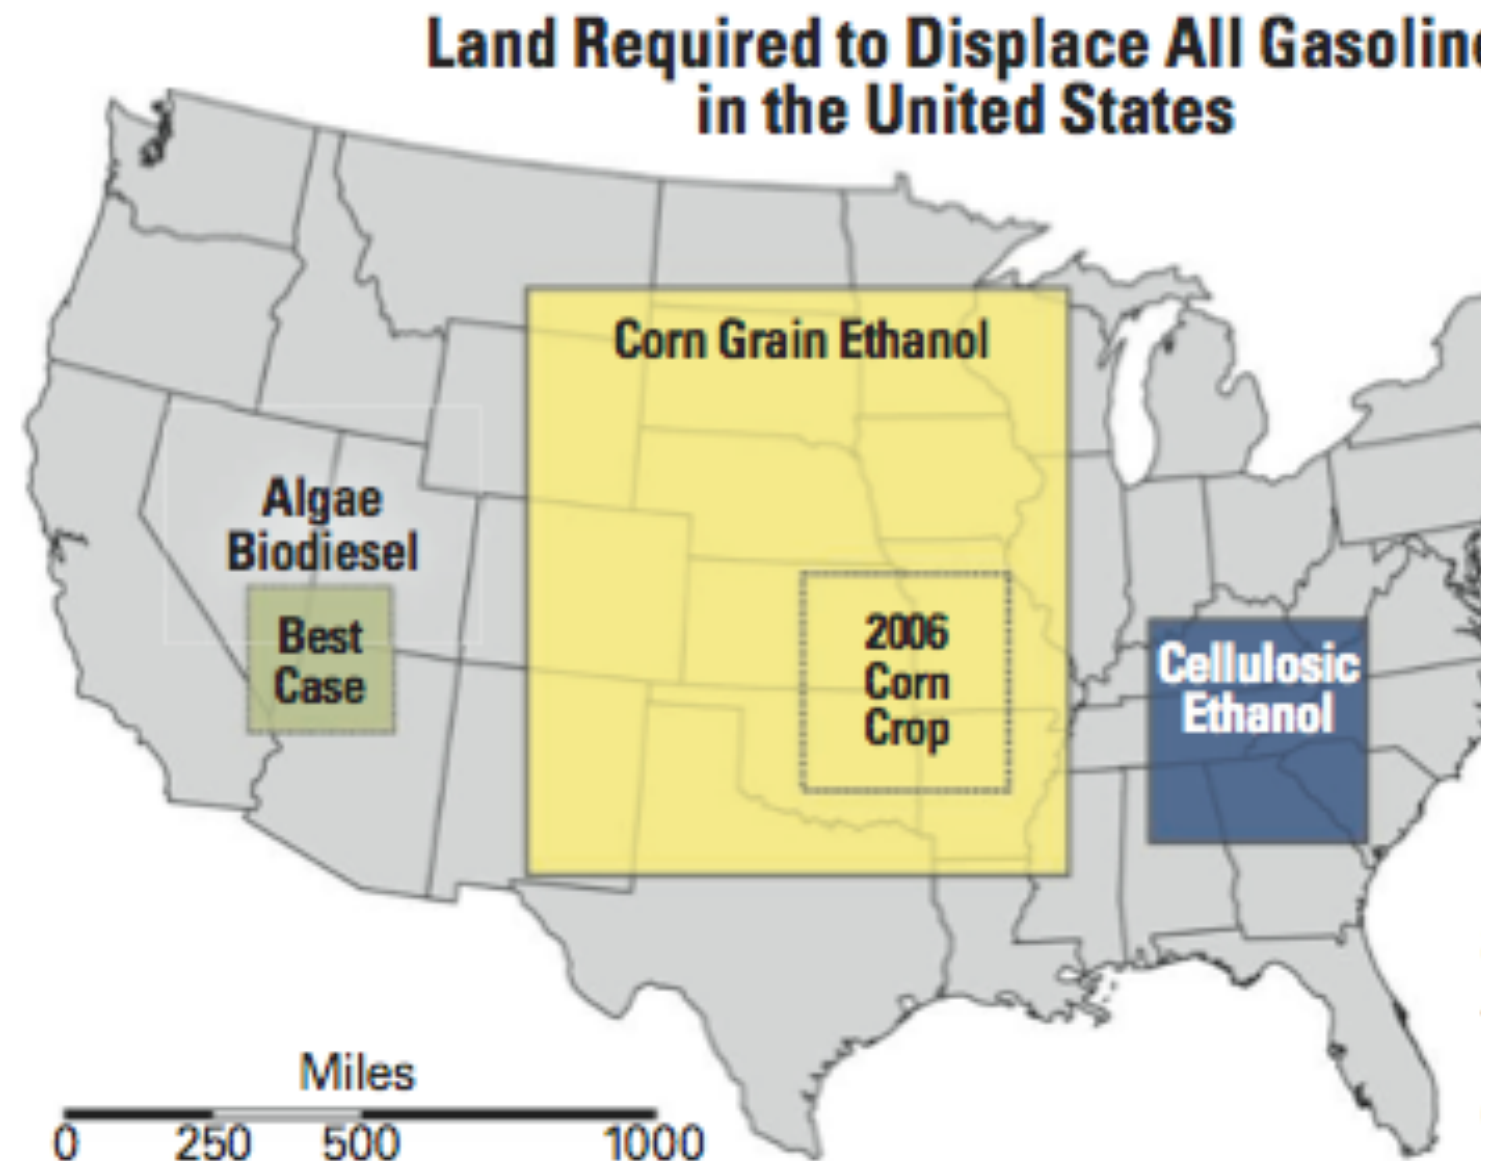 Land Required to Displace All Gasoline
in the United States
Corn Grain Ethanol
Algae
Biodiesel
Best
Case
2006
Corn
Crop
Cellulosic
Ethanol
Miles
0 250 500 1000